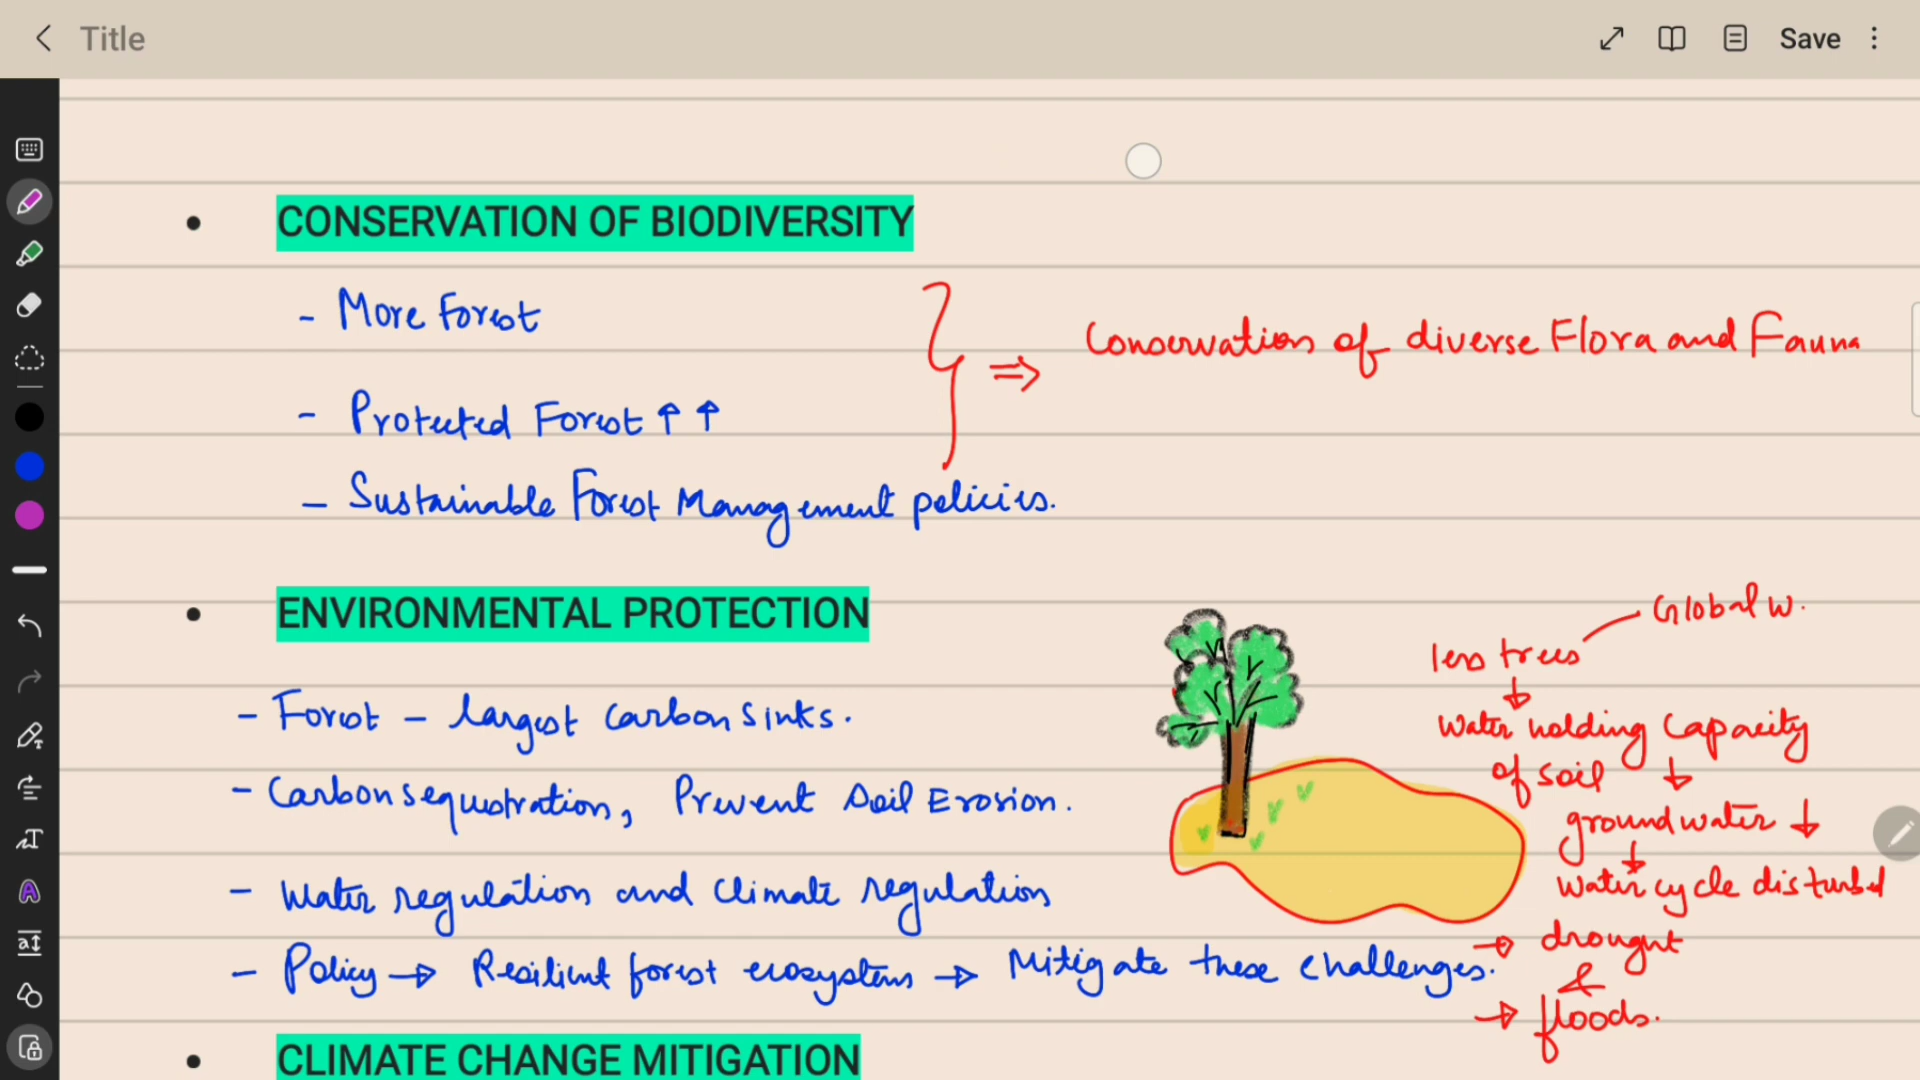 Title
Save
• CONSERVATION OF BIODIVERSITY
- More Forest
- Protected Forest ↑ ↑
- Sustainable Forest Management policies.
⇒ Conservation of diverse Flora and Fauna
• ENVIRONMENTAL PROTECTION
- Forest - largest carbon sinks.
- Carbon sequestration, Prevent Soil Erosion.
- Water regulation and climate regulation
- Policy → Resilient forest ecosystem → Mitigate these challenges.
Global w.
less trees
↓
Water holding capacity
of soil ↓
groundwater ↓
↓
water cycle disturbed
→ drought
&
→ floods.
• CLIMATE CHANGE MITIGATION